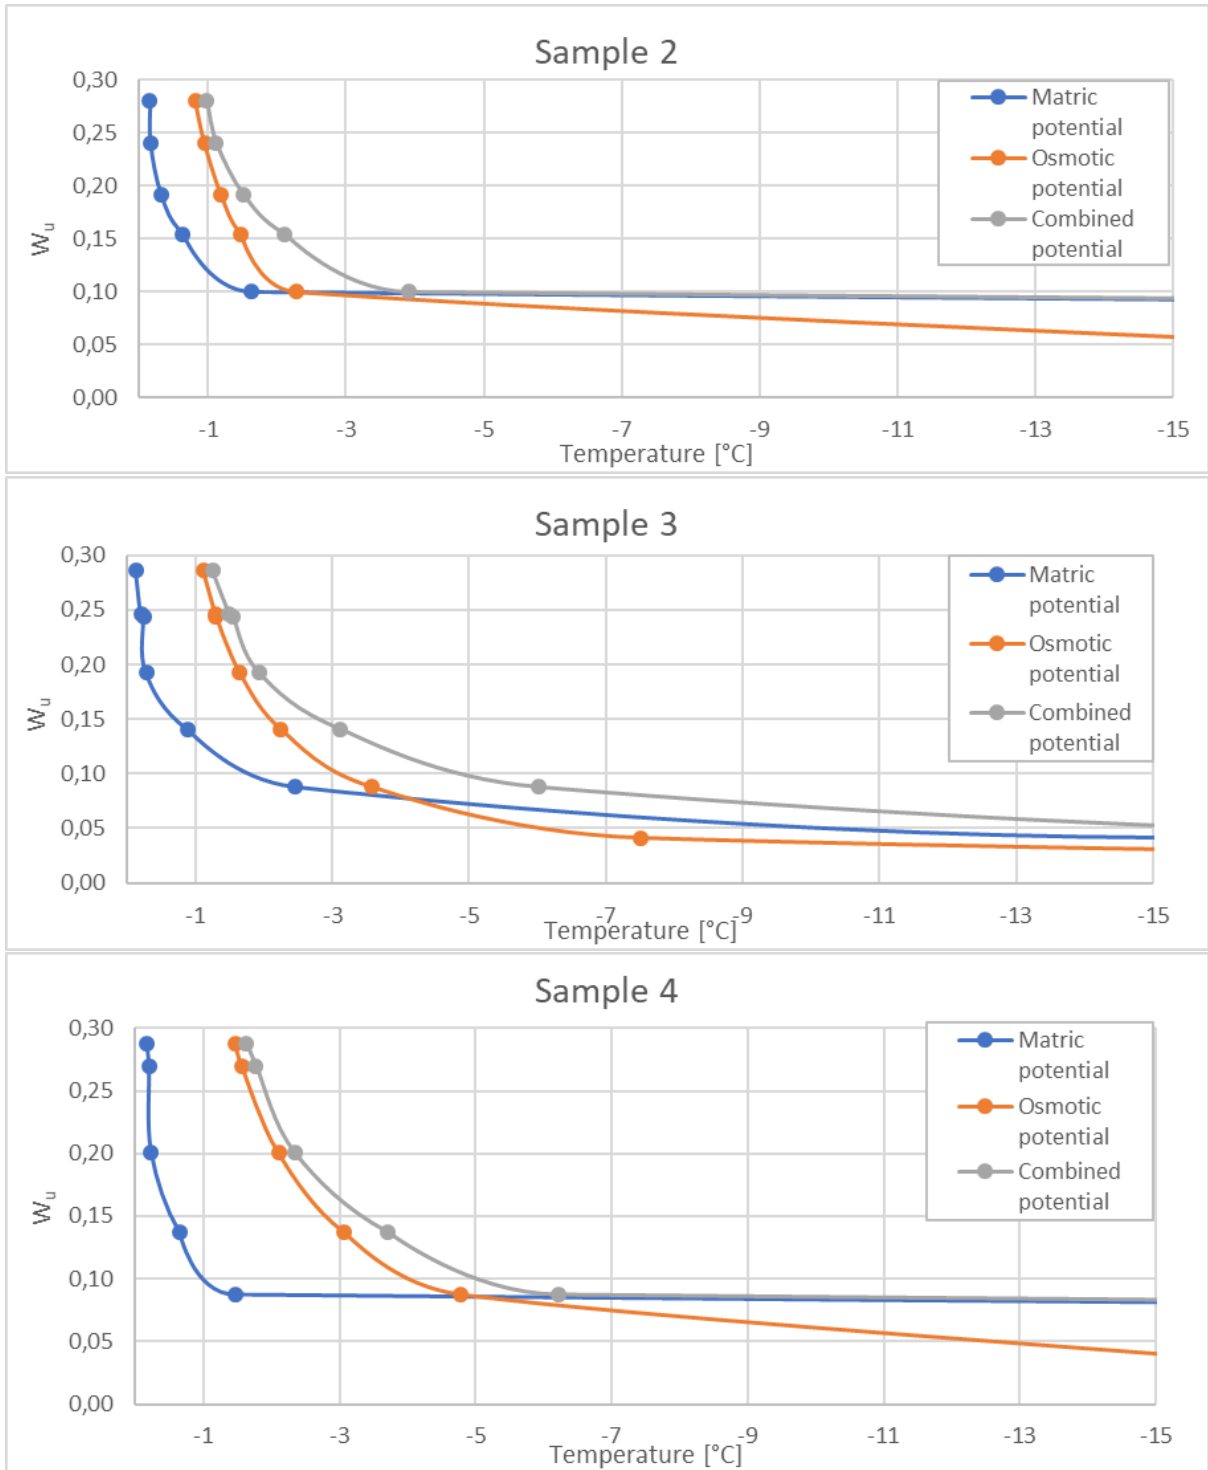 Sample 2
0,30
0,25
0,20
0,15
0,10
0,05
0,00
Wu
-1 -3 -5 -7 -9 -11 -13 -15
Temperature [°C]
Matric
potential
Osmotic
potential
Combined
potential
Sample 3
0,30
0,25
0,20
0,15
0,10
0,05
0,00
Wu
-1 -3 -5 -7 -9 -11 -13 -15
Temperature [°C]
Matric
potential
Osmotic
potential
Combined
potential
Sample 4
0,30
0,25
0,20
0,15
0,10
0,05
0,00
Wu
-1 -3 -5 -7 -9 -11 -13 -15
Temperature [°C]
Matric
potential
Osmotic
potential
Combined
potential